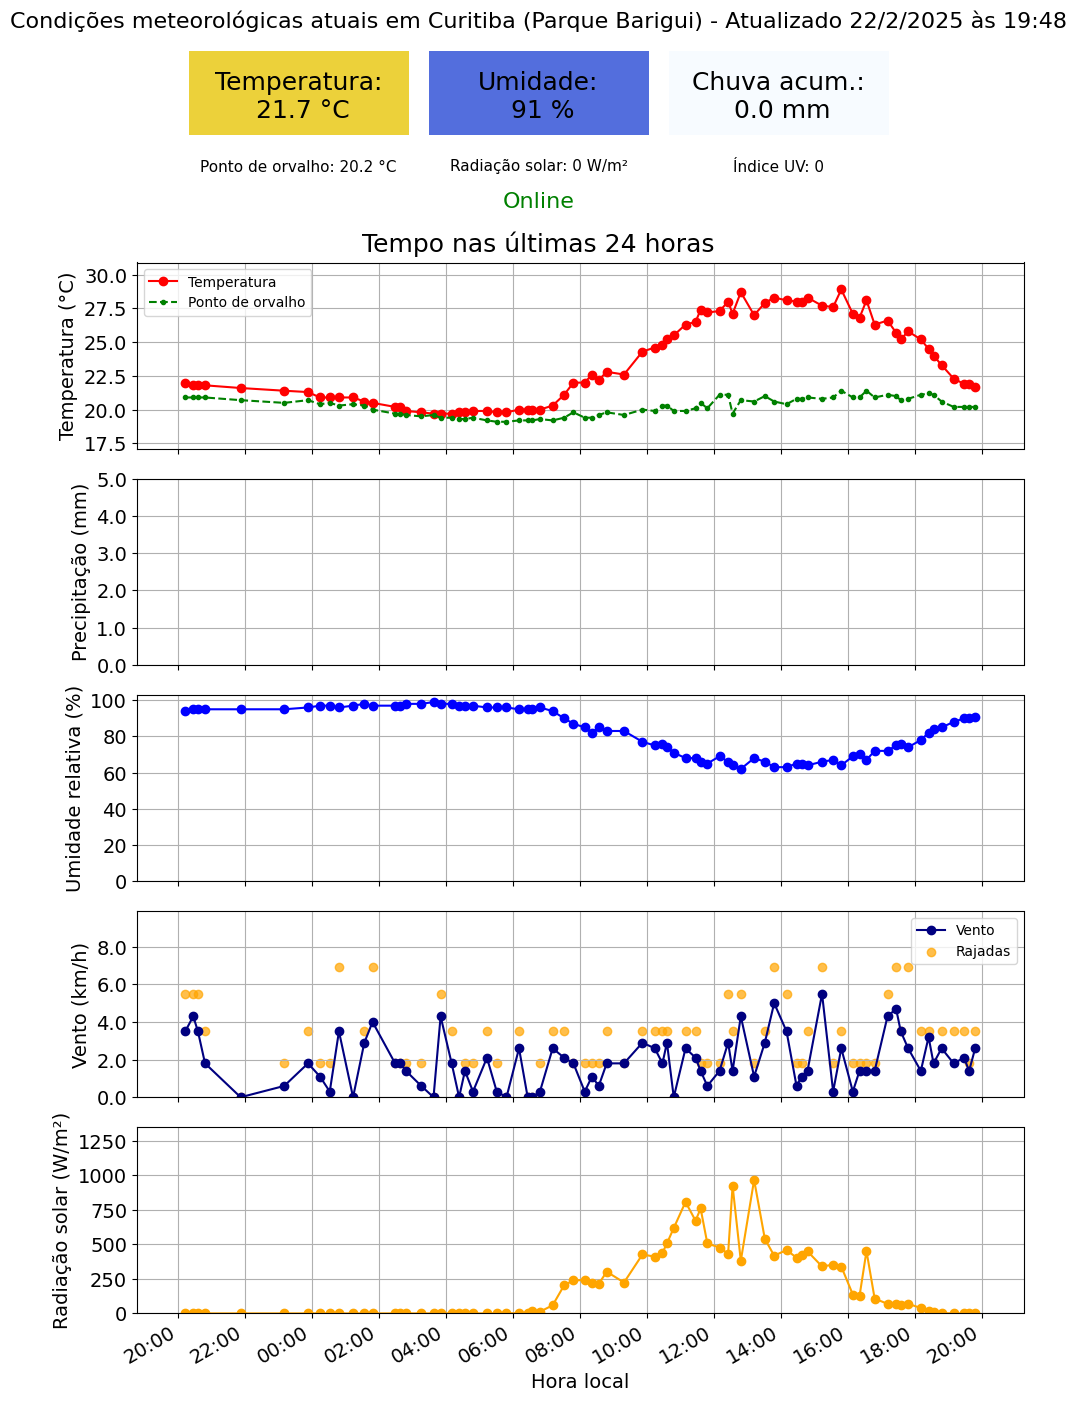 Condições meteorológicas atuais em Curitiba (Parque Barigui) - Atualizado 22/2/2025 às 19:48
Temperatura:
21.7 °C
Umidade:
91 %
Chuva acum.:
0.0 mm
Ponto de orvalho: 20.2 °C
Radiação solar: 0 W/m²
Índice UV: 0
Online
Tempo nas últimas 24 horas
Temperatura (°C)
30.0
27.5
25.0
22.5
20.0
17.5
Temperatura
Ponto de orvalho
Precipitação (mm)
5.0
4.0
3.0
2.0
1.0
0.0
Umidade relativa (%)
100
80
60
40
20
0
Vento (km/h)
8.0
6.0
4.0
2.0
0.0
Vento
Rajadas
Radiação solar (W/m²)
1250
1000
750
500
250
0
20:00
22:00
00:00
02:00
04:00
06:00
08:00
10:00
12:00
14:00
16:00
18:00
20:00
Hora local